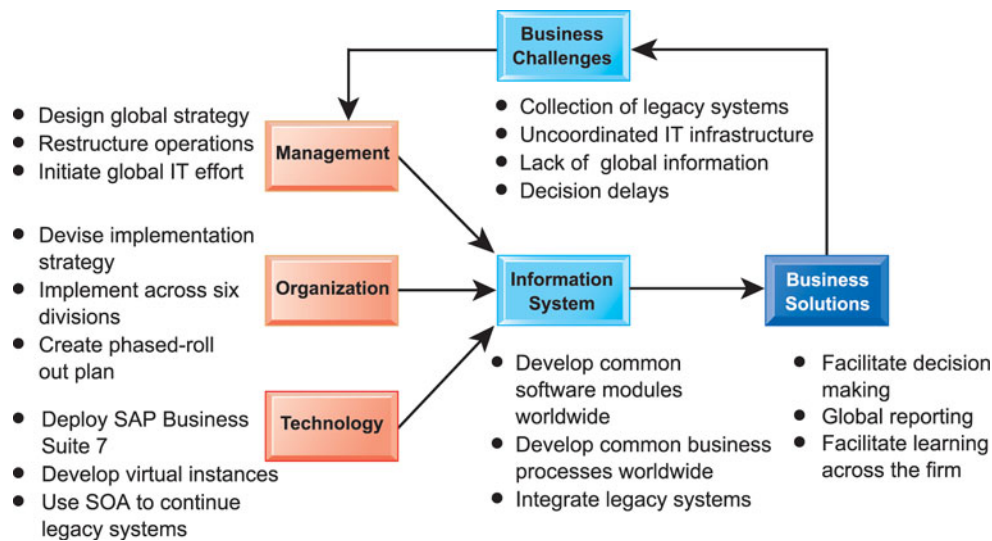 Business
Challenges
● Collection of legacy systems
● Uncoordinated IT infrastructure
● Lack of global information
● Decision delays
● Design global strategy
● Restructure operations
● Initiate global IT effort
Management
● Devise implementation
strategy
● Implement across six
divisions
● Create phased-roll
out plan
Organization
Information
System
Business
Solutions
● Deploy SAP Business
Suite 7
● Develop virtual instances
● Use SOA to continue
legacy systems
Technology
● Develop common
software modules
worldwide
● Develop common business
processes worldwide
● Integrate legacy systems
● Facilitate decision
making
● Global reporting
● Facilitate learning
across the firm